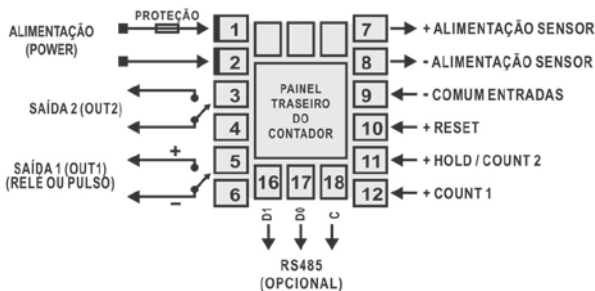 PROTEÇÃO
ALIMENTAÇÃO
(POWER)
1
2
SAÍDA 2 (OUT2)
3
4
SAÍDA 1 (OUT1)
(RELÉ OU PULSO)
+
–
5
6
PAINEL
TRASEIRO
DO
CONTADOR
16
17
18
D1
D0
C
RS485
(OPCIONAL)
7
+ ALIMENTAÇÃO SENSOR
8
- ALIMENTAÇÃO SENSOR
9
- COMUM ENTRADAS
10
+ RESET
11
+ HOLD / COUNT 2
12
+ COUNT 1